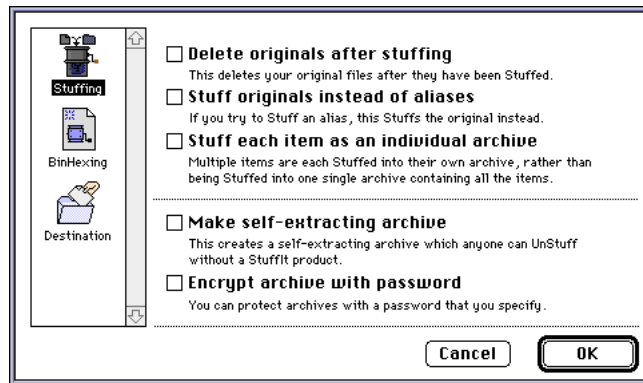 Stuffing
BinHexing
Destination
Delete originals after stuffing
This deletes your original files after they have been Stuffed.
Stuff originals instead of aliases
If you try to Stuff an alias, this Stuffs the original instead.
Stuff each item as an individual archive
Multiple items are each Stuffed into their own archive, rather than
being Stuffed into one single archive containing all the items.
Make self-extracting archive
This creates a self-extracting archive which anyone can UnStuff
without a StuffIt product.
Encrypt archive with password
You can protect archives with a password that you specify.
Cancel
OK